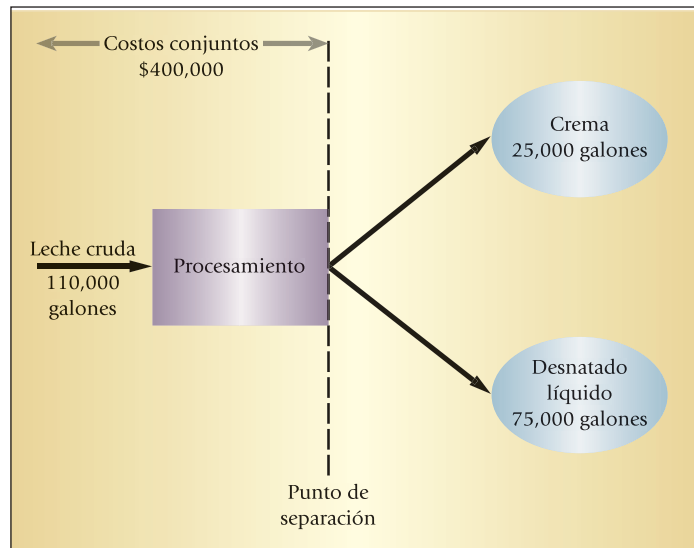 Costos conjuntos
$400,000
Crema
25,000 galones
Leche cruda
110,000
galones
Procesamiento
Desnatado
líquido
75,000 galones
Punto de
separación